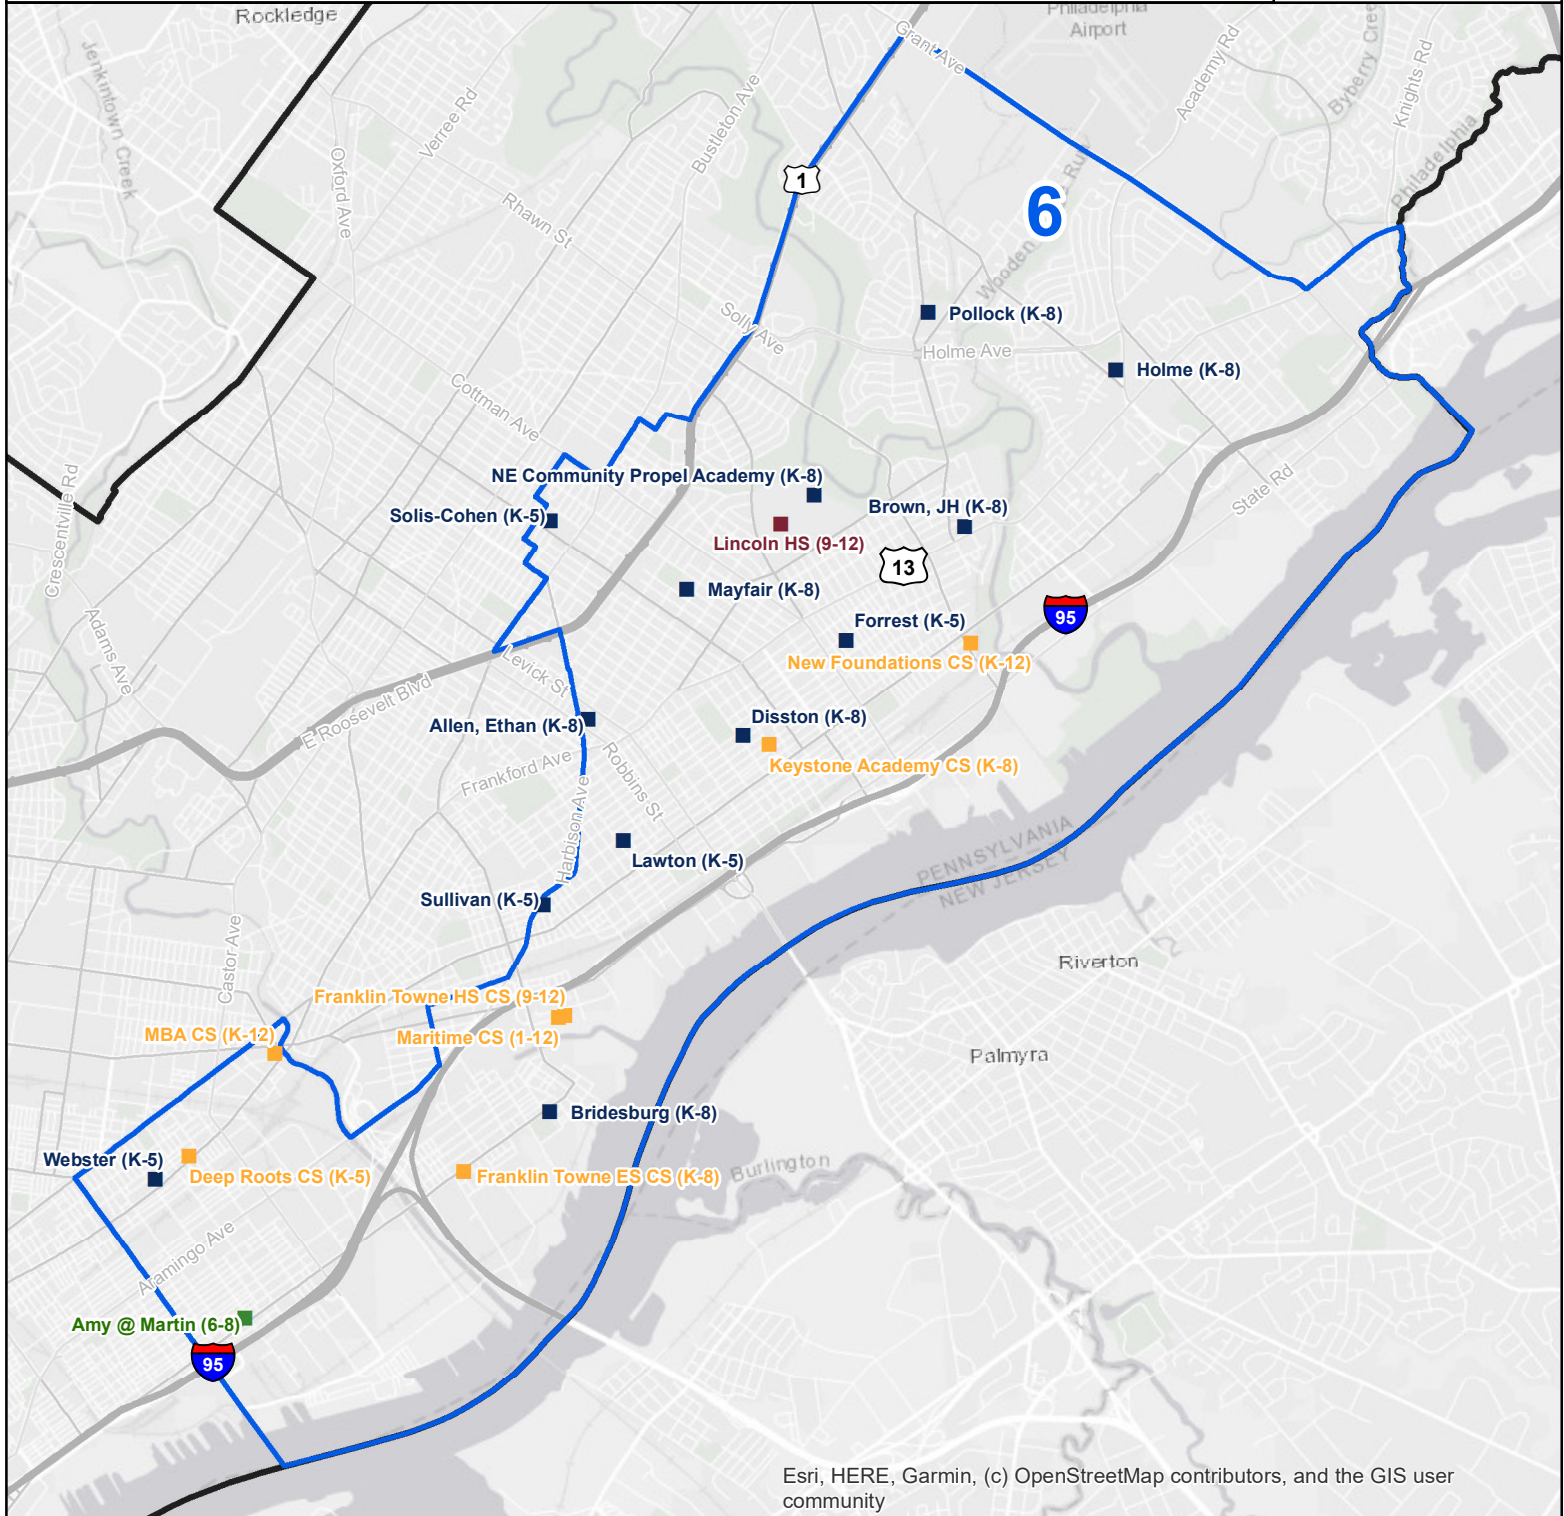 Rockledge
Philadelphia
Airport
Grant Ave
Jenkintown Creek
Verree Rd
Bustleton Ave
Academy Rd
Byberry Cree
Knights Rd
Philadelphia
Oxford Ave
1
6
Rhawn St
Wooden
Run
Solly Ave
Pollock (K-8)
Holme Ave
Holme (K-8)
Cottman Ave
NE Community Propel Academy (K-8)
State Rd
Crescentville Rd
Solis-Cohen (K-5)
Brown, JH (K-8)
Lincoln HS (9-12)
13
Mayfair (K-8)
95
Forrest (K-5)
New Foundations CS (K-12)
Adams Ave
Levick St
E Roosevelt Blvd
Allen, Ethan (K-8)
Disston (K-8)
Keystone Academy CS (K-8)
Frankford Ave
Robbins St
Harbison Ave
Lawton (K-5)
PENNSYLVANIA
NEW JERSEY
Sullivan (K-5)
Castor Ave
Riverton
Franklin Towne HS CS (9-12)
MBA CS (K-12)
Maritime CS (1-12)
Palmyra
Bridesburg (K-8)
Webster (K-5)
Deep Roots CS (K-5)
Franklin Towne ES CS (K-8)
Burlington
Aramingo Ave
Amy @ Martin (6-8)
95
Esri, HERE, Garmin, (c) OpenStreetMap contributors, and the GIS user
community